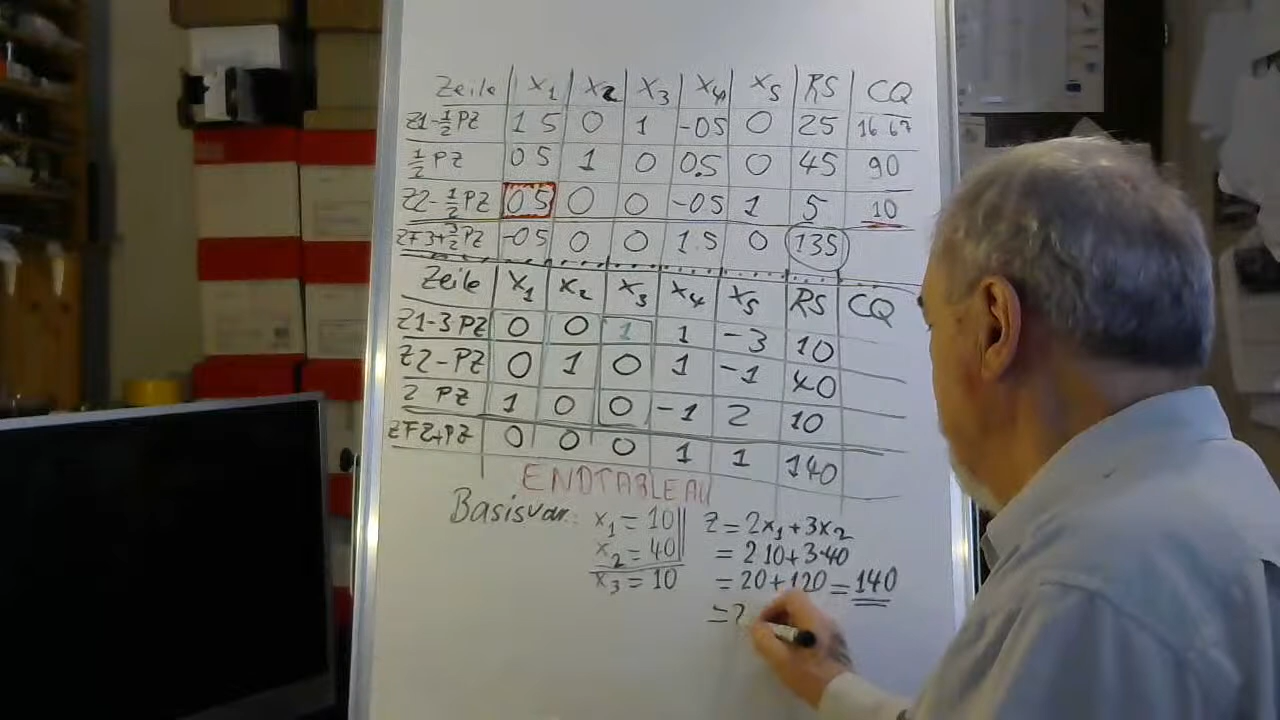 Zeile x₁ x₂ x₃ x₄ x₅ RS CQ
Z1-½PZ 1.5 0 1 -0.5 0 25 16.67
½PZ 0.5 1 0 0.5 0 45 90
Z2-½PZ 0.5 0 0 -0.5 1 5 10
ZF3+3/2PZ -0.5 0 0 1.5 0 135
Zeile x₁ x₂ x₃ x₄ x₅ RS CQ
Z1-3PZ 0 0 1 1 -3 10
Z2-PZ 0 1 0 1 -1 40
2 PZ 1 0 0 -1 2 10
ZFZ+PZ 0 0 0 1 1 140
ENDTABLEAU
Basisvar.: x₁=10 z=2x₁+3x₂
x₂=40 =2·10+3·40
x₃=10 =20+120=140
=2